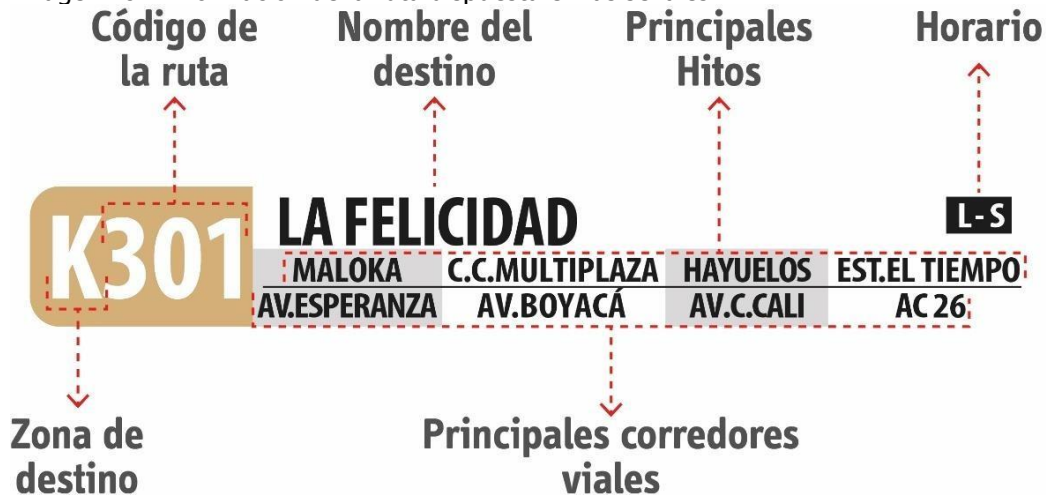 Código de la ruta
Nombre del destino
Principales Hitos
Horario
K301
LA FELICIDAD
L-S
MALOKA C.C.MULTIPLAZA HAYUELOS EST.EL TIEMPO
AV.ESPERANZA AV.BOYACÁ AV.C.CALI AC 26
Zona de destino
Principales corredores viales